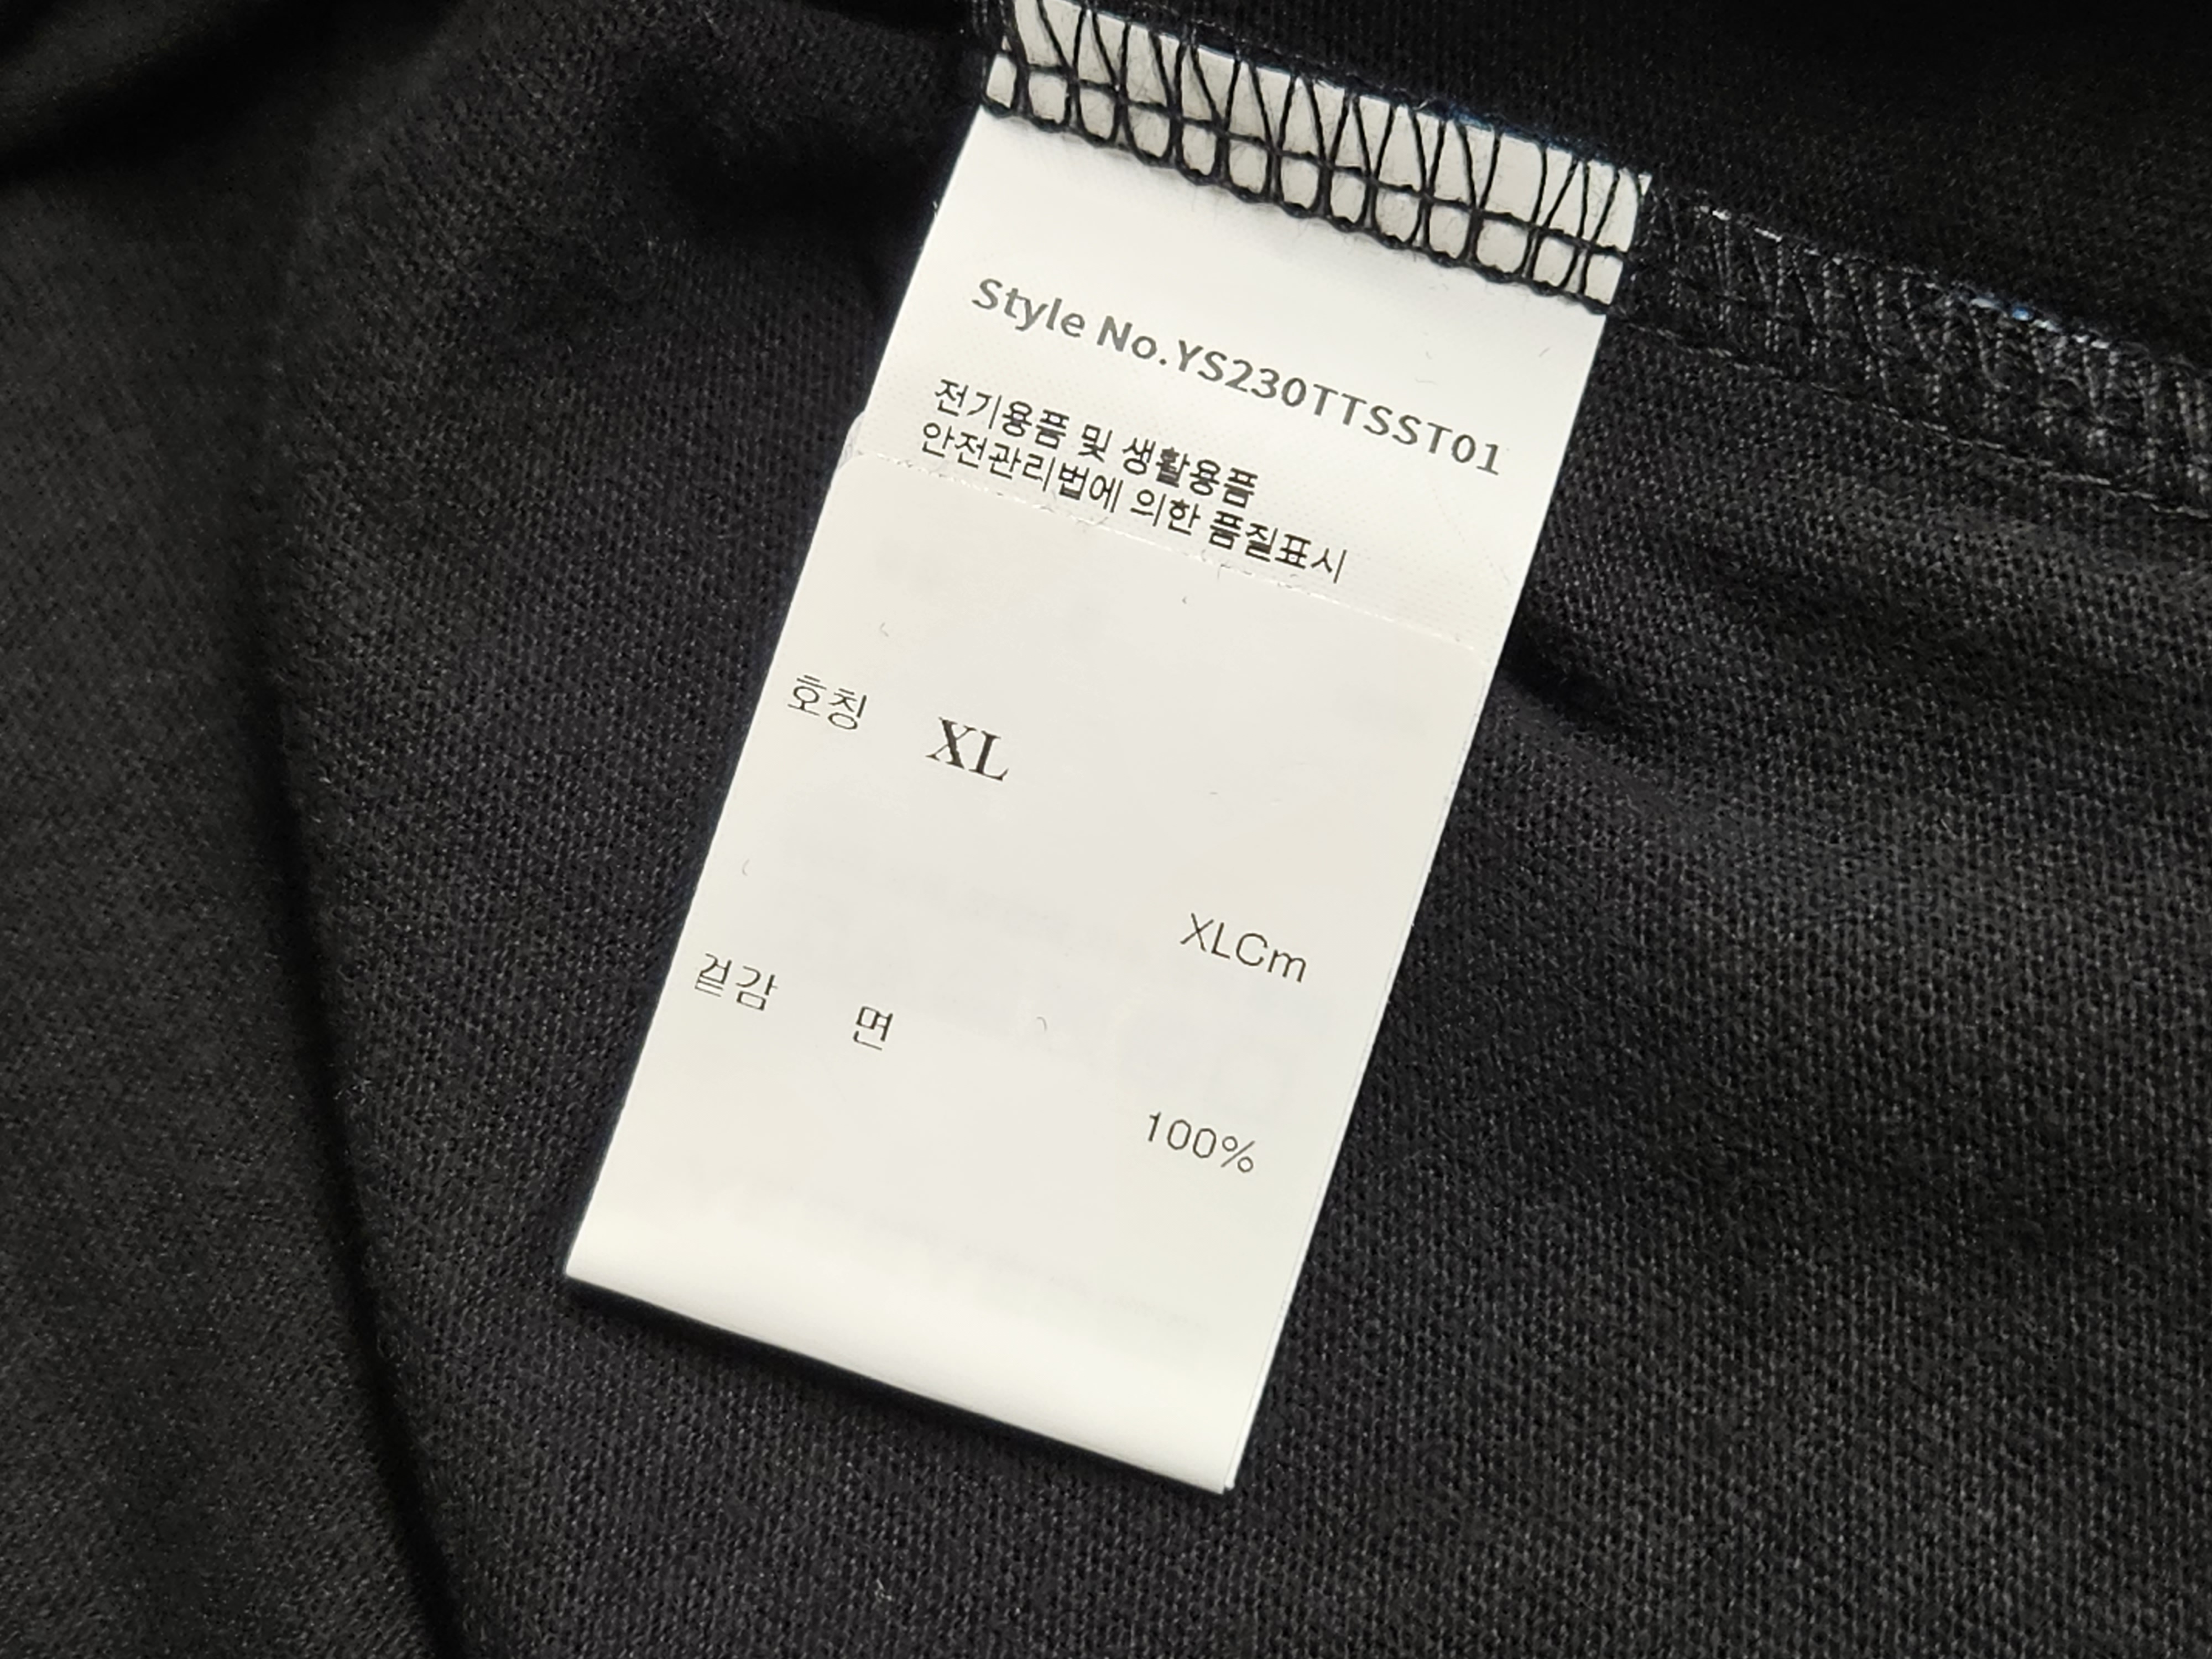 Style No.YS230TTSST01
전기용품 및 생활용품
안전관리법에 의한 품질표시
호칭 XL
XLCm
겉감 면
100%